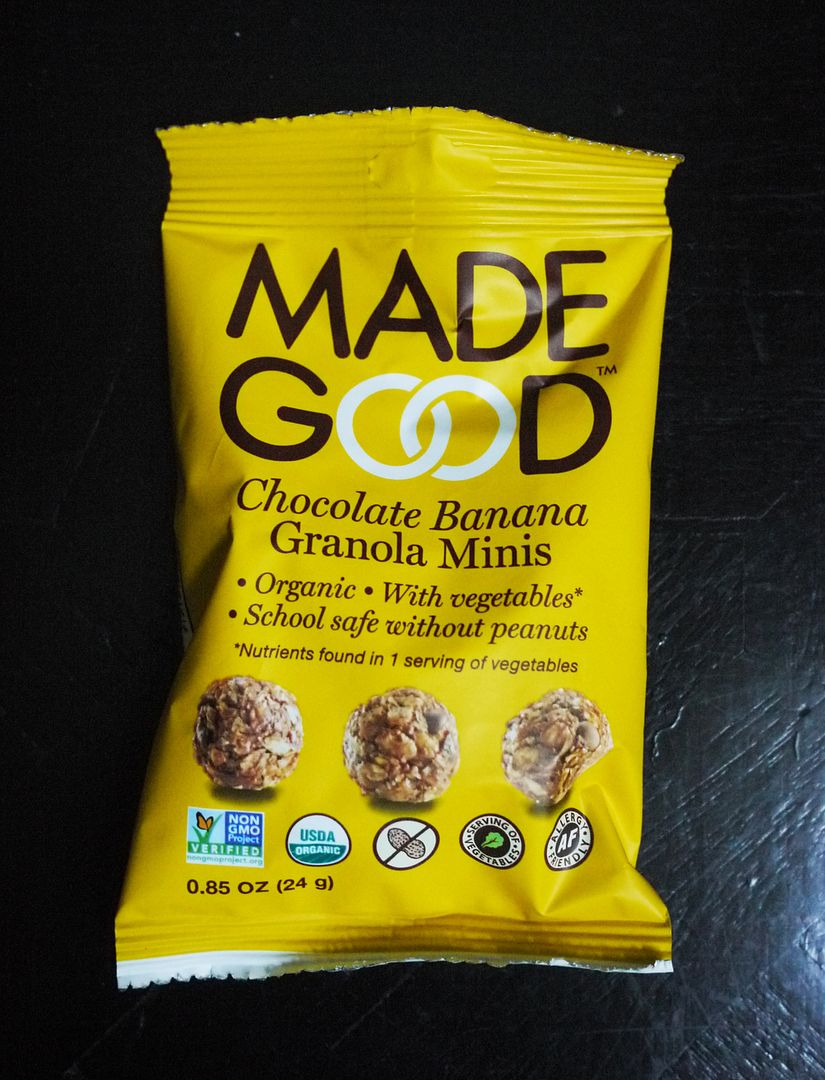 MADE
GOOD™
Chocolate Banana
Granola Minis
• Organic • With vegetables*
• School safe without peanuts
*Nutrients found in 1 serving of vegetables
NON
GMO
Project
VERIFIED
nongmoproject.org
USDA
ORGANIC
SERVING OF
VEGETABLES
ALLERGY
AF
FRIENDLY
0.85 OZ (24 g)